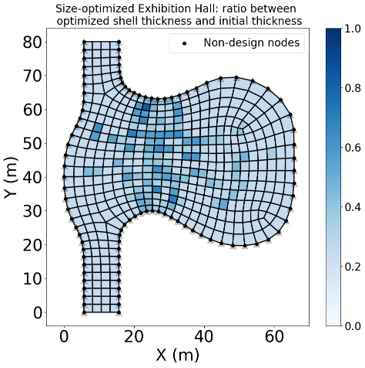 Size-optimized Exhibition Hall: ratio between
optimized shell thickness and initial thickness
Non-design nodes
80
70
60
50
40
30
20
10
0
Y (m)
0 20 40 60
X (m)
1.0
0.8
0.6
0.4
0.2
0.0